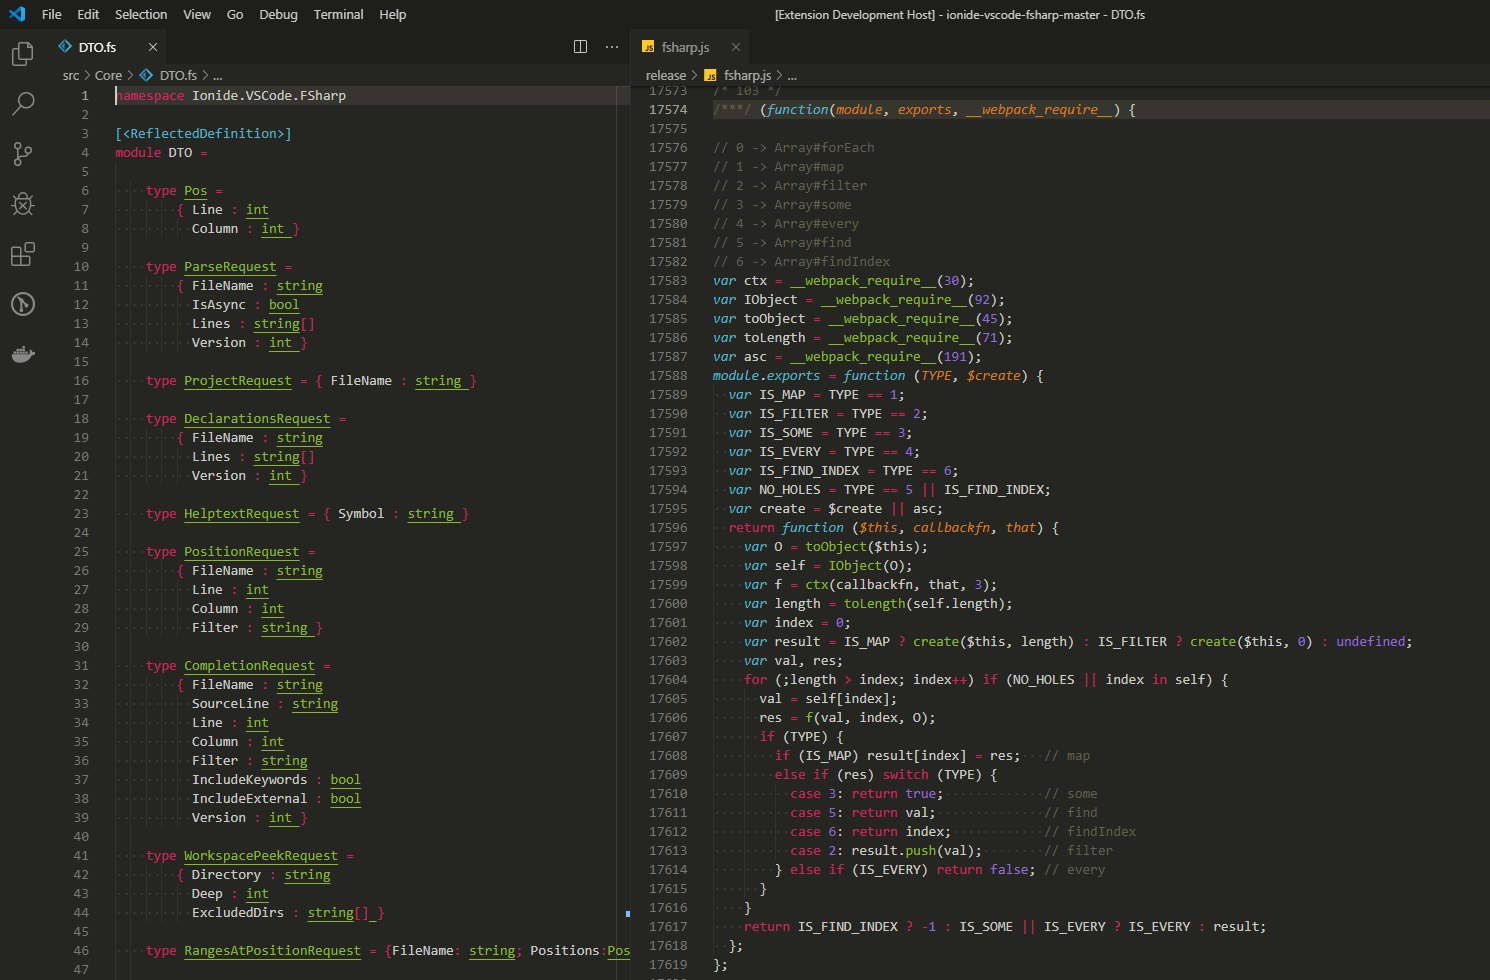 File Edit Selection View Go Debug Terminal Help
[Extension Development Host] - ionide-vscode-fsharp-master - DTO.fs
DTO.fs
src > Core > DTO.fs > ...
1 namespace Ionide.VSCode.FSharp
2
3 [<ReflectedDefinition>]
4 module DTO =
5
6 type Pos =
7 { Line : int
8 Column : int }
9
10 type ParseRequest =
11 { FileName : string
12 IsAsync : bool
13 Lines : string[]
14 Version : int }
15
16 type ProjectRequest = { FileName : string }
17
18 type DeclarationsRequest =
19 { FileName : string
20 Lines : string[]
21 Version : int }
22
23 type HelptextRequest = { Symbol : string }
24
25 type PositionRequest =
26 { FileName : string
27 Line : int
28 Column : int
29 Filter : string }
30
31 type CompletionRequest =
32 { FileName : string
33 SourceLine : string
34 Line : int
35 Column : int
36 Filter : string
37 IncludeKeywords : bool
38 IncludeExternal : bool
39 Version : int }
40
41 type WorkspacePeekRequest =
42 { Directory : string
43 Deep : int
44 ExcludedDirs : string[] }
45
46 type RangesAtPositionRequest = {FileName: string; Positions:Pos
47
JS fsharp.js
release > JS fsharp.js > ...
17573 /* 103 */
17574 /***/ (function(module, exports, __webpack_require__) {
17575
17576 // 0 -> Array#forEach
17577 // 1 -> Array#map
17578 // 2 -> Array#filter
17579 // 3 -> Array#some
17580 // 4 -> Array#every
17581 // 5 -> Array#find
17582 // 6 -> Array#findIndex
17583 var ctx = __webpack_require__(30);
17584 var IObject = __webpack_require__(92);
17585 var toObject = __webpack_require__(45);
17586 var toLength = __webpack_require__(71);
17587 var asc = __webpack_require__(191);
17588 module.exports = function (TYPE, $create) {
17589 var IS_MAP = TYPE == 1;
17590 var IS_FILTER = TYPE == 2;
17591 var IS_SOME = TYPE == 3;
17592 var IS_EVERY = TYPE == 4;
17593 var IS_FIND_INDEX = TYPE == 6;
17594 var NO_HOLES = TYPE == 5 || IS_FIND_INDEX;
17595 var create = $create || asc;
17596 return function ($this, callbackfn, that) {
17597 var O = toObject($this);
17598 var self = IObject(O);
17599 var f = ctx(callbackfn, that, 3);
17600 var length = toLength(self.length);
17601 var index = 0;
17602 var result = IS_MAP ? create($this, length) : IS_FILTER ? create($this, 0) : undefined;
17603 var val, res;
17604 for (;length > index; index++) if (NO_HOLES || index in self) {
17605 val = self[index];
17606 res = f(val, index, O);
17607 if (TYPE) {
17608 if (IS_MAP) result[index] = res; // map
17609 else if (res) switch (TYPE) {
17610 case 3: return true; // some
17611 case 5: return val; // find
17612 case 6: return index; // findIndex
17613 case 2: result.push(val); // filter
17614 } else if (IS_EVERY) return false; // every
17615 }
17616 }
17617 return IS_FIND_INDEX ? -1 : IS_SOME || IS_EVERY ? IS_EVERY : result;
17618 };
17619 };